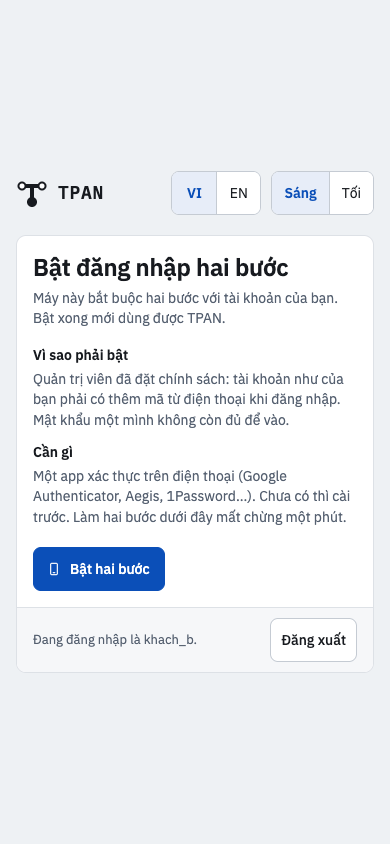 TPAN
VI
EN
Sáng
Tối
Bật đăng nhập hai bước
Máy này bắt buộc hai bước với tài khoản của bạn.
Bật xong mới dùng được TPAN.
Vì sao phải bật
Quản trị viên đã đặt chính sách: tài khoản như của
bạn phải có thêm mã từ điện thoại khi đăng nhập.
Mật khẩu một mình không còn đủ để vào.
Cần gì
Một app xác thực trên điện thoại (Google
Authenticator, Aegis, 1Password...). Chưa có thì cài
trước. Làm hai bước dưới đây mất chừng một phút.
Bật hai bước
Đang đăng nhập là khach_b.
Đăng xuất